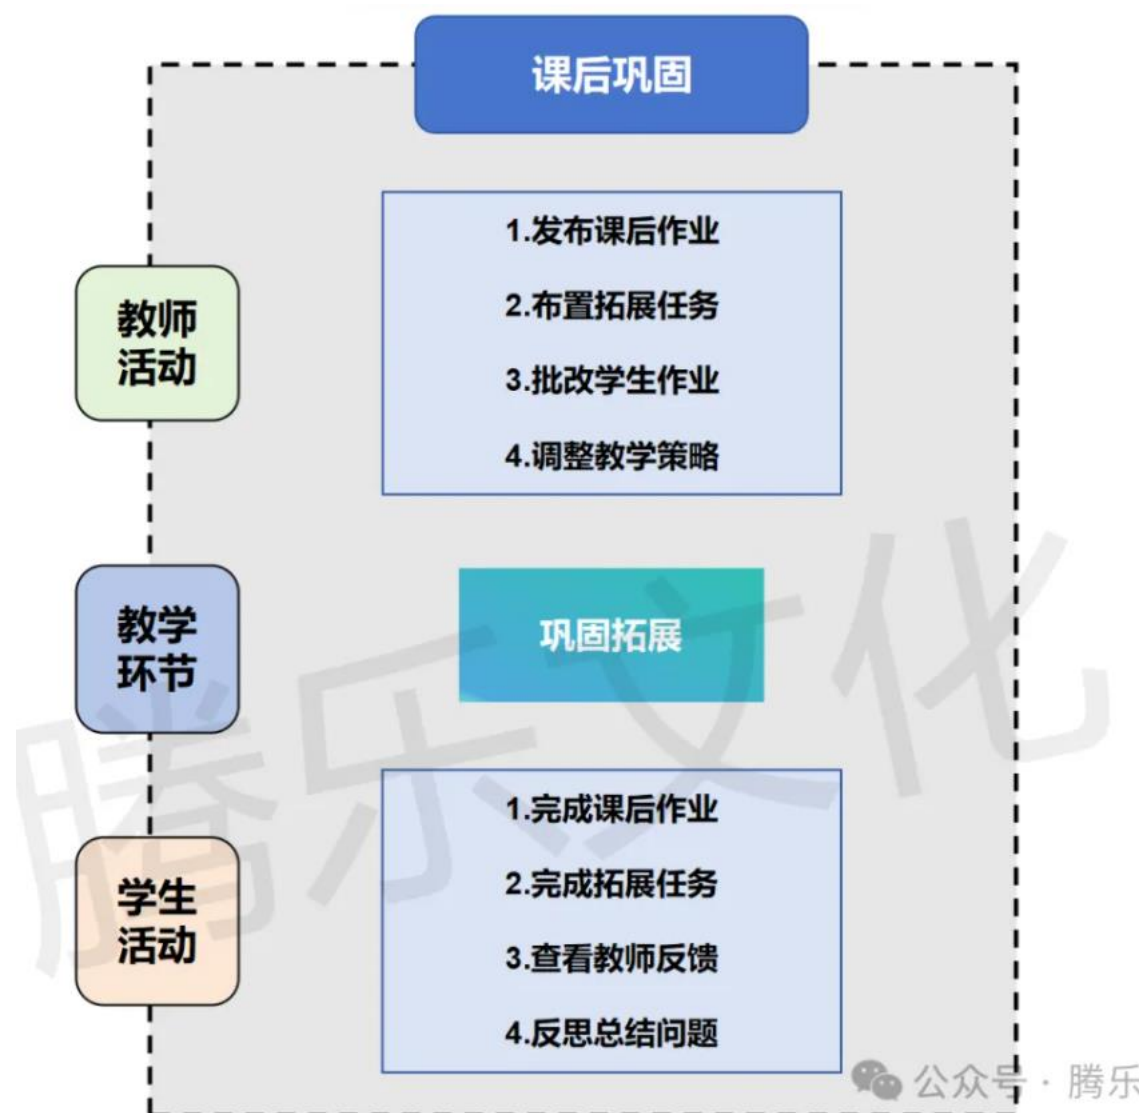 课后巩固
1.发布课后作业
2.布置拓展任务
3.批改学生作业
4.调整教学策略
教师
活动
教学
环节
巩固拓展
1.完成课后作业
2.完成拓展任务
3.查看教师反馈
4.反思总结问题
学生
活动
腾乐文化
公众号 · 腾乐